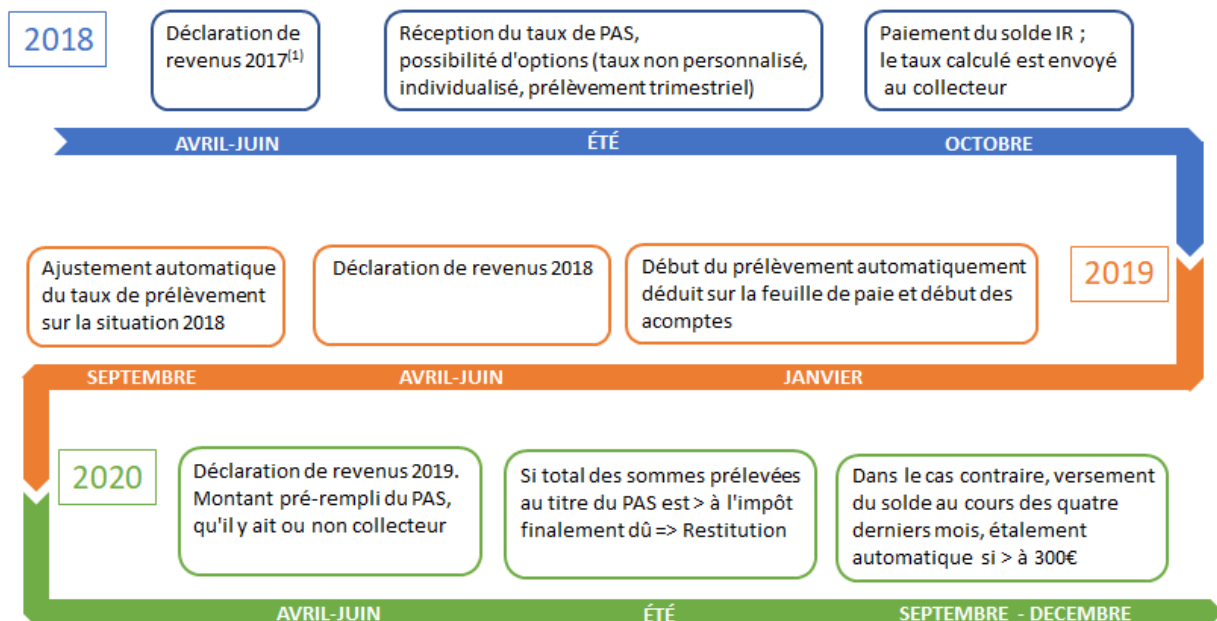 2018
Déclaration de
revenus 2017(1)
Réception du taux de PAS,
possibilité d'options (taux non personnalisé,
individualisé, prélèvement trimestriel)
Paiement du solde IR ;
le taux calculé est envoyé
au collecteur
AVRIL-JUIN
ÉTÉ
OCTOBRE
2019
Début du prélèvement automatiquement
déduit sur la feuille de paie et début des
acomptes
Déclaration de revenus 2018
Ajustement automatique
du taux de prélèvement
sur la situation 2018
JANVIER
AVRIL-JUIN
SEPTEMBRE
2020
Déclaration de revenus 2019.
Montant pré-rempli du PAS,
qu'il y ait ou non collecteur
Si total des sommes prélevées
au titre du PAS est > à l'impôt
finalement dû => Restitution
Dans le cas contraire, versement
du solde au cours des quatre
derniers mois, étalement
automatique si > à 300€
AVRIL-JUIN
ÉTÉ
SEPTEMBRE - DECEMBRE